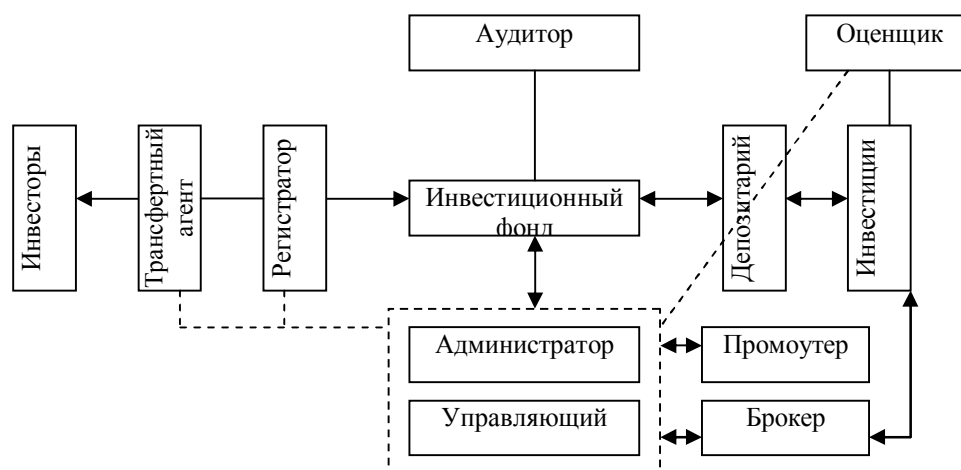 Аудитор
Оценщик
Инвесторы
Трансфертный
агент
Регистратор
Инвестиционный
фонд
Депозитарий
Инвестиции
Администратор
Промоутер
Управляющий
Брокер